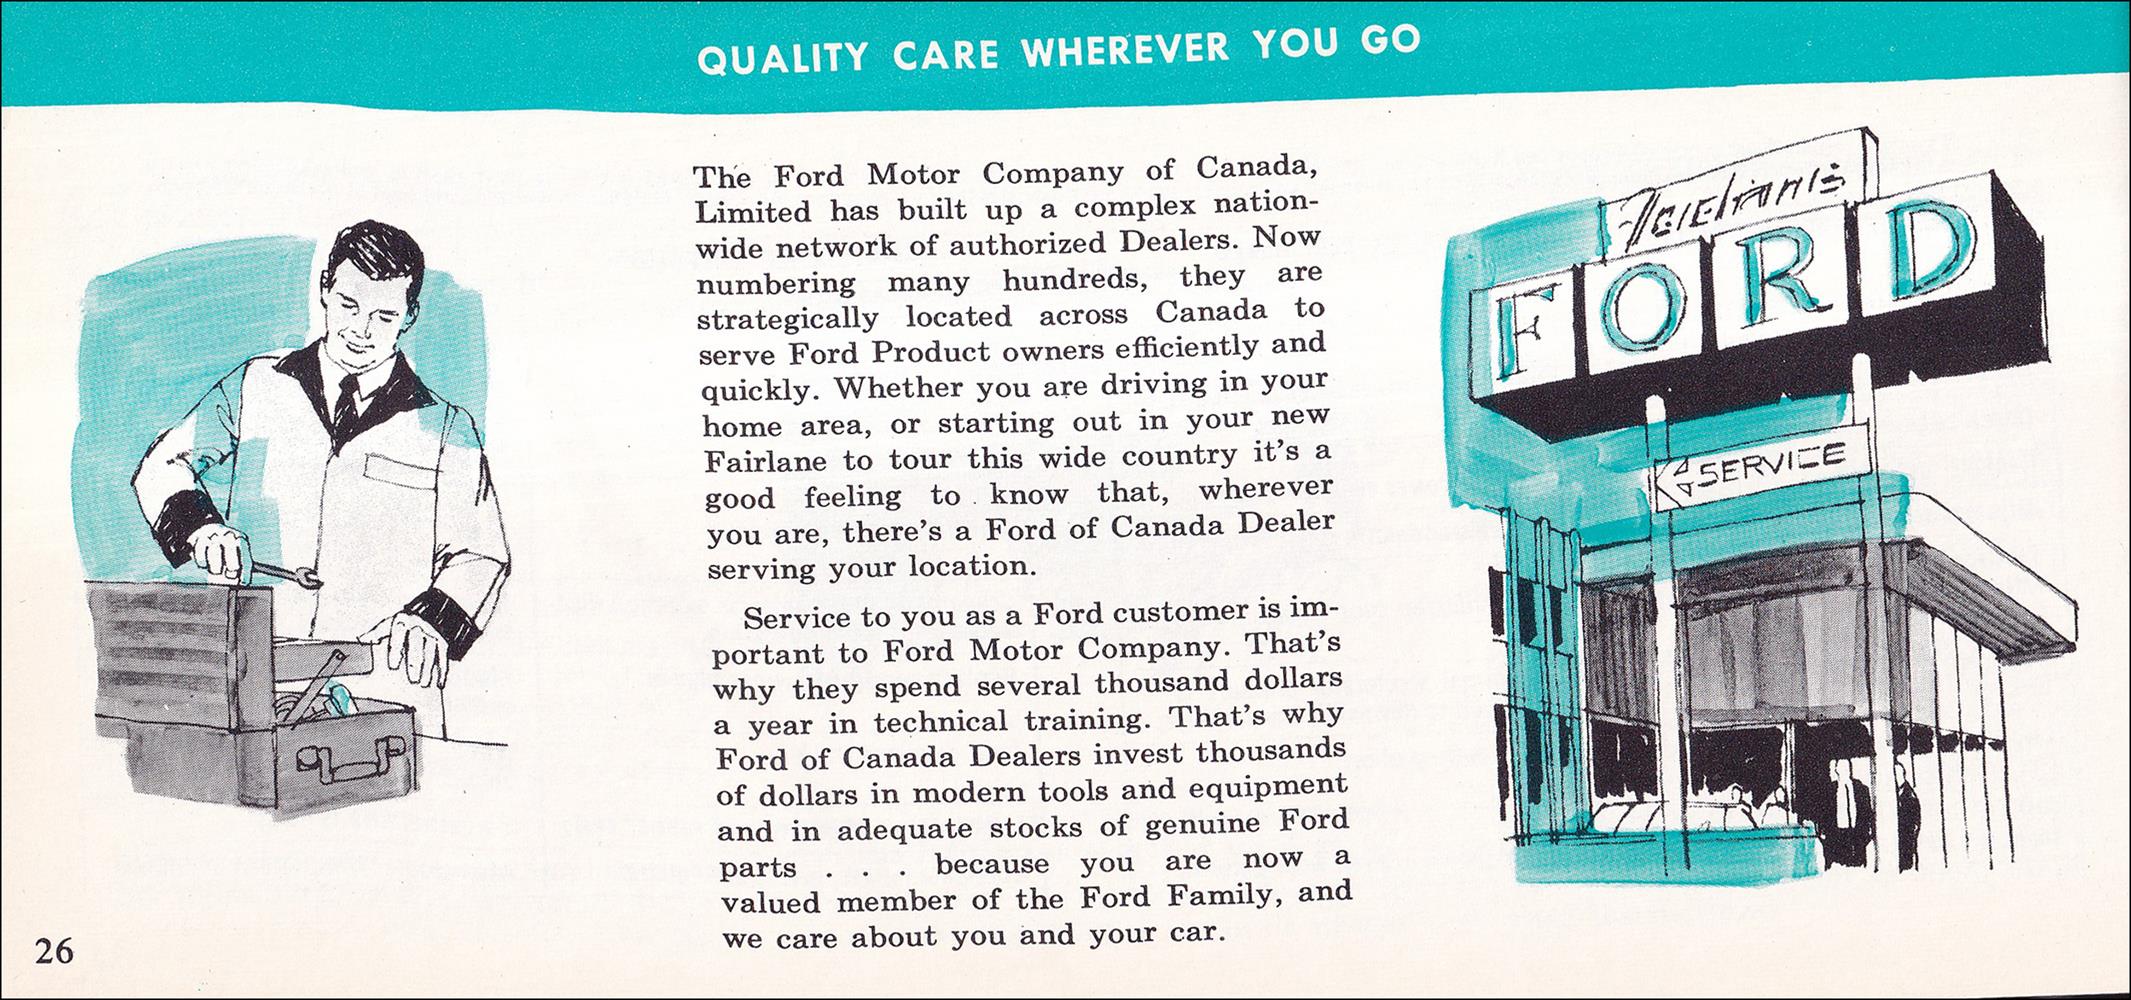 QUALITY CARE WHEREVER YOU GO
The Ford Motor Company of Canada,
Limited has built up a complex nation-
wide network of authorized Dealers. Now
numbering many hundreds, they are
strategically located across Canada to
serve Ford Product owners efficiently and
quickly. Whether you are driving in your
home area, or starting out in your new
Fairlane to tour this wide country it's a
good feeling to know that, wherever
you are, there's a Ford of Canada Dealer
serving your location.
Service to you as a Ford customer is im-
portant to Ford Motor Company. That's
why they spend several thousand dollars
a year in technical training. That's why
Ford of Canada Dealers invest thousands
of dollars in modern tools and equipment
and in adequate stocks of genuine Ford
parts . . . because you are now a
valued member of the Ford Family, and
we care about you and your car.
FORD
SERVICE
26